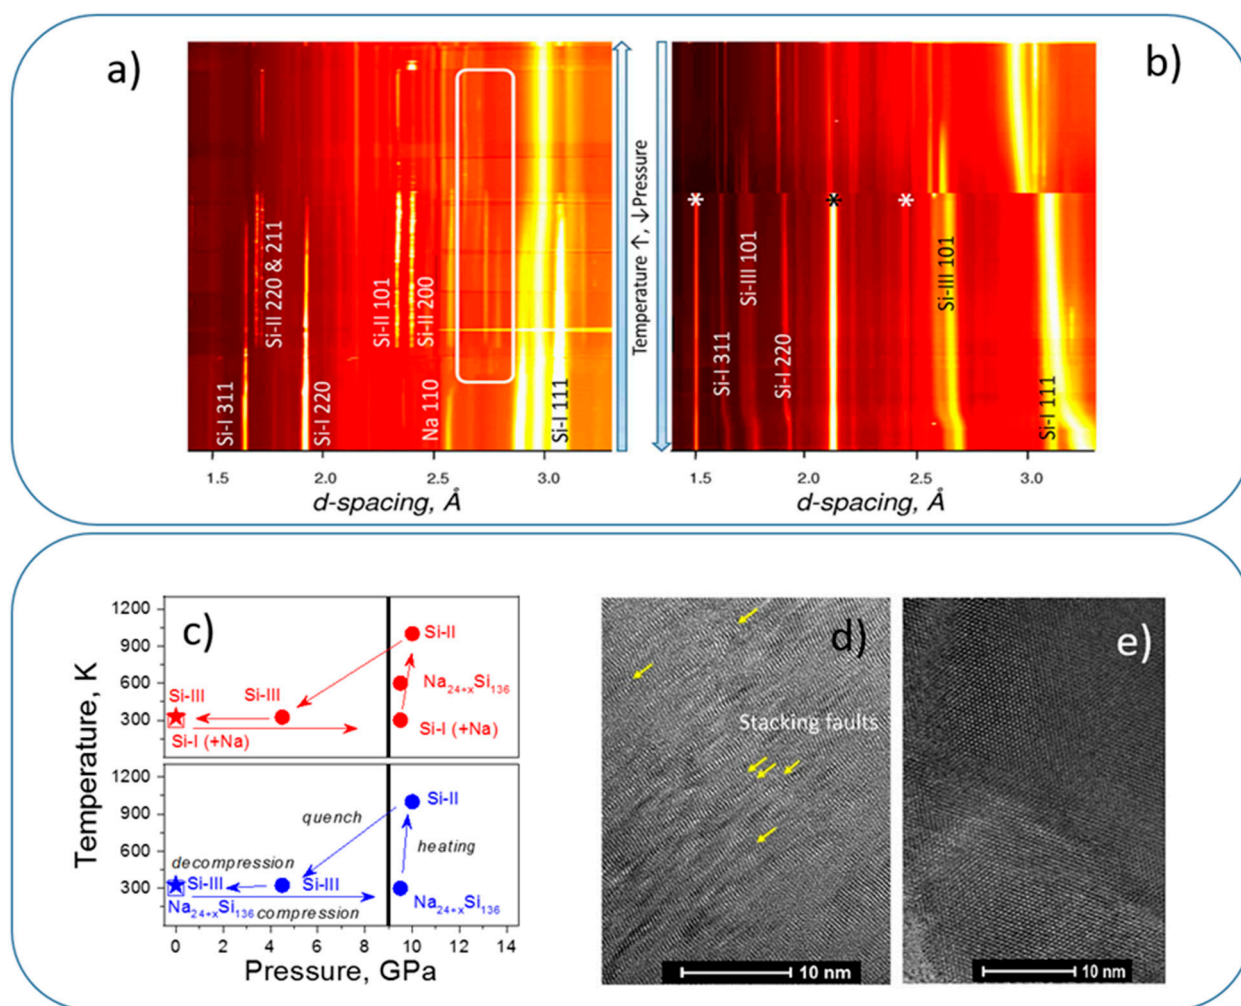 a)
Si-I 311
Si-II 220 & 211
Si-I 220
Si-II 101
Si-II 200
Na 110
Si-I 111
1.5 2.0 2.5 3.0
d-spacing, Å
Temperature ↑, ↓Pressure
b)
* * *
Si-I 311
Si-III 101
Si-I 220
Si-III 101
Si-I 111
1.5 2.0 2.5 3.0
d-spacing, Å
c)
Temperature, K
1200
900
600
300
Si-II
Na24+xSi136
Si-III Si-III
Si-I (+Na) Si-I (+Na)
1200
900
600
300
Si-II
quench
heating
decompression
Si-III Si-III
Na24+xSi136 compression Na24+xSi136
0 2 4 6 8 10 12 14
Pressure, GPa
d)
Stacking faults
10 nm
e)
10 nm